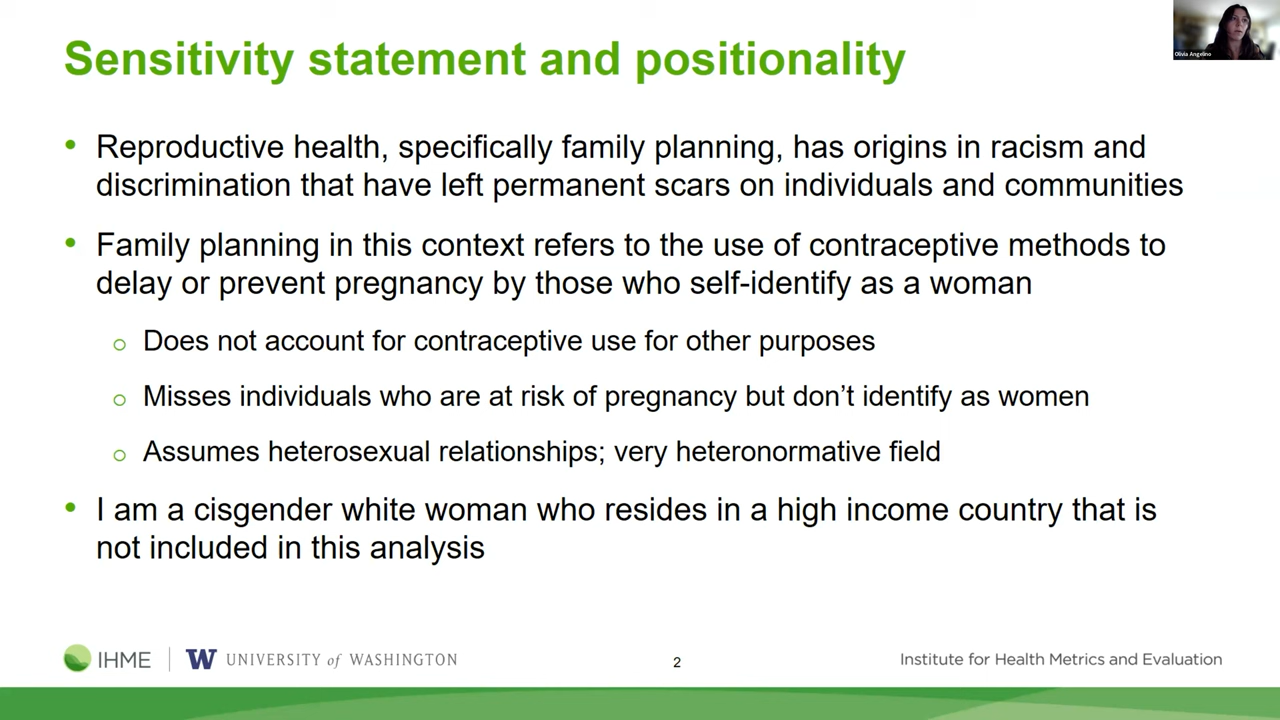 Sensitivity statement and positionality
Olivia Angelino
• Reproductive health, specifically family planning, has origins in racism and
discrimination that have left permanent scars on individuals and communities
• Family planning in this context refers to the use of contraceptive methods to
delay or prevent pregnancy by those who self-identify as a woman
○ Does not account for contraceptive use for other purposes
○ Misses individuals who are at risk of pregnancy but don’t identify as women
○ Assumes heterosexual relationships; very heteronormative field
• I am a cisgender white woman who resides in a high income country that is
not included in this analysis
IHME | W UNIVERSITY of WASHINGTON
2
Institute for Health Metrics and Evaluation